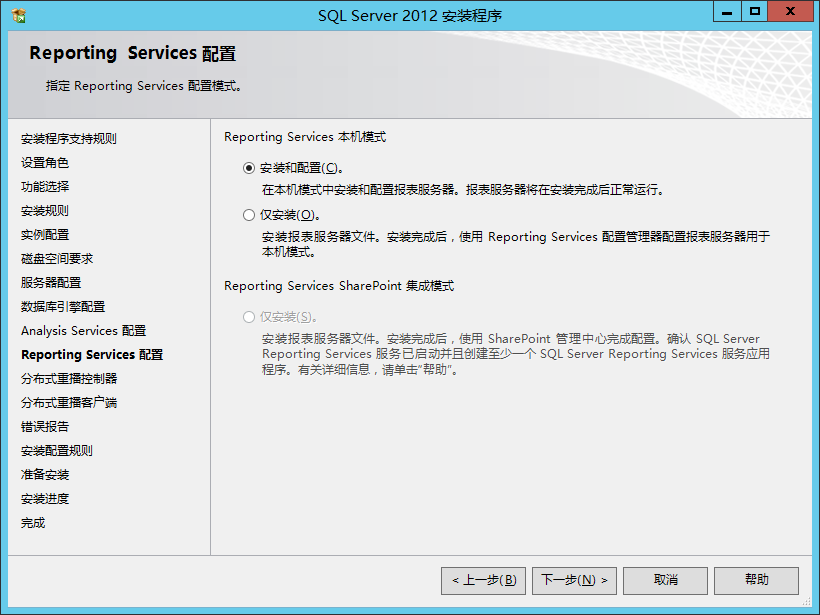 SQL Server 2012 安装程序
Reporting Services 配置
指定 Reporting Services 配置模式。
安装程序支持规则
设置角色
功能选择
安装规则
实例配置
磁盘空间要求
服务器配置
数据库引擎配置
Analysis Services 配置
Reporting Services 配置
分布式重播控制器
分布式重播客户端
错误报告
安装配置规则
准备安装
安装进度
完成
Reporting Services 本机模式
安装和配置(C)。
在本机模式中安装和配置报表服务器。报表服务器将在安装完成后正常运行。
仅安装(O)。
安装报表服务器文件。安装完成后，使用 Reporting Services 配置管理器配置报表服务器用于
本机模式。
Reporting Services SharePoint 集成模式
仅安装(S)。
安装报表服务器文件。安装完成后，使用 SharePoint 管理中心完成配置。确认 SQL Server
Reporting Services 服务已启动并且创建至少一个 SQL Server Reporting Services 服务应用
程序。有关详细信息，请单击“帮助”。
< 上一步(B)
下一步(N) >
取消
帮助